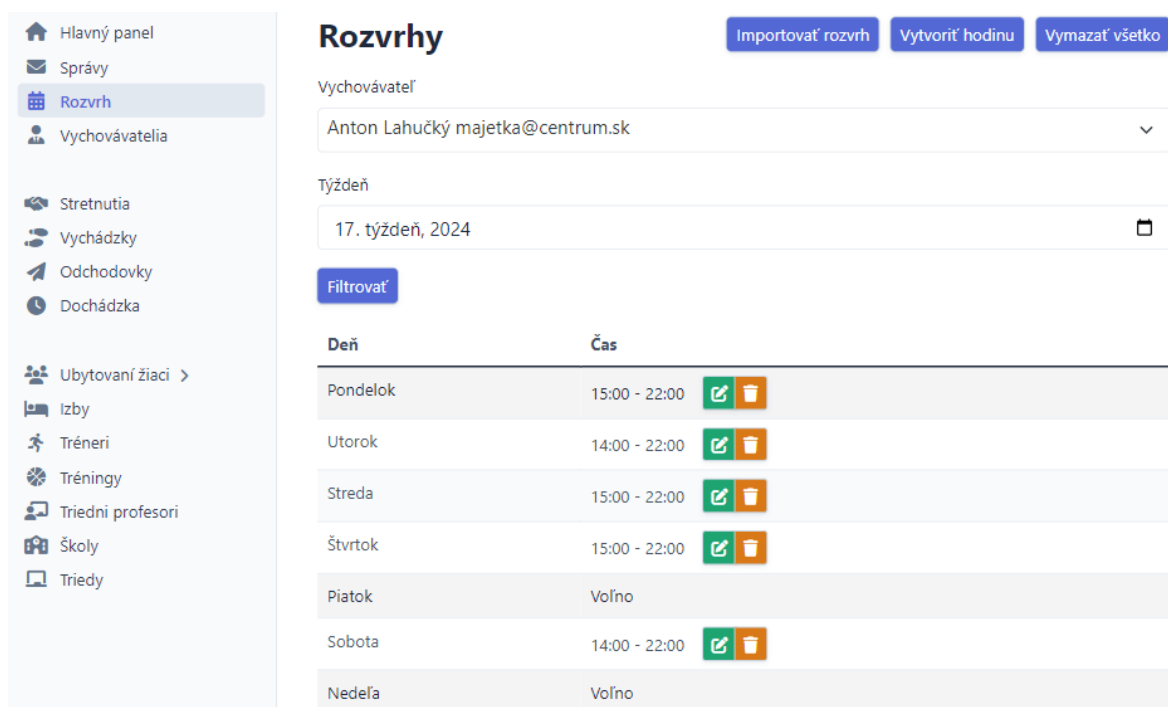 Hlavný panel
Správy
Rozvrh
Vychovávatelia
Stretnutia
Vychádzky
Odchodovky
Dochádzka
Ubytovaní žiaci
Izby
Tréneri
Tréningy
Triedni profesori
Školy
Triedy
Rozvrhy
Importovať rozvrh Vytvoriť hodinu Vymazať všetko
Vychovávateľ
Anton Lahučký majetka@centrum.sk
Týždeň
17. týždeň, 2024
Filtrovať
Deň Čas
Pondelok 15:00 - 22:00
Utorok 14:00 - 22:00
Streda 15:00 - 22:00
Štvrtok 15:00 - 22:00
Piatok Voľno
Sobota 14:00 - 22:00
Nedeľa Voľno